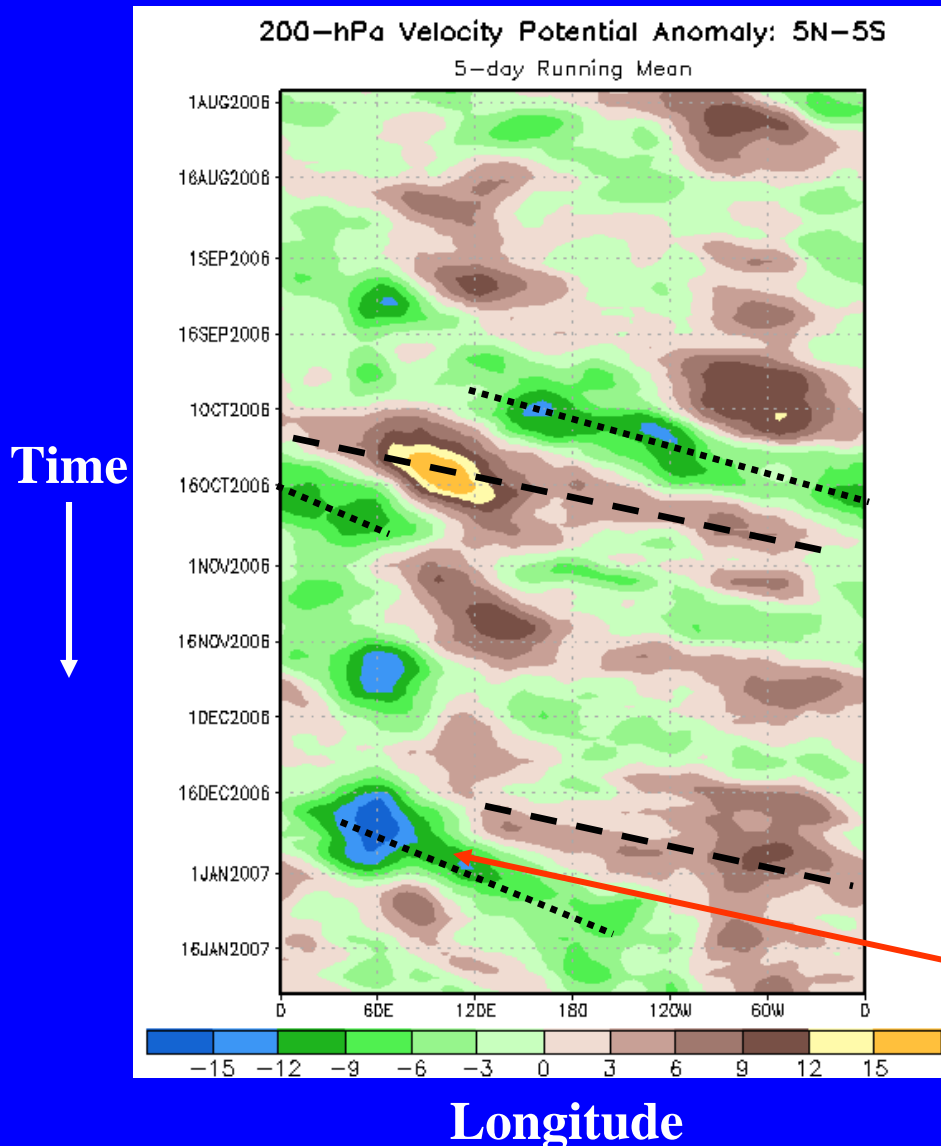 200-hPa Velocity Potential Anomaly: 5N-5S
5-day Running Mean
1AUG2006
16AUG2006
1SEP2006
16SEP2006
1OCT2006
Time
16OCT2006
1NOV2006
16NOV2006
1DEC2006
16DEC2006
1JAN2007
16JAN2007
0 60E 120E 180 120W 60W 0
-15 -12 -9 -6 -3 0 3 6 9 12 15
Longitude